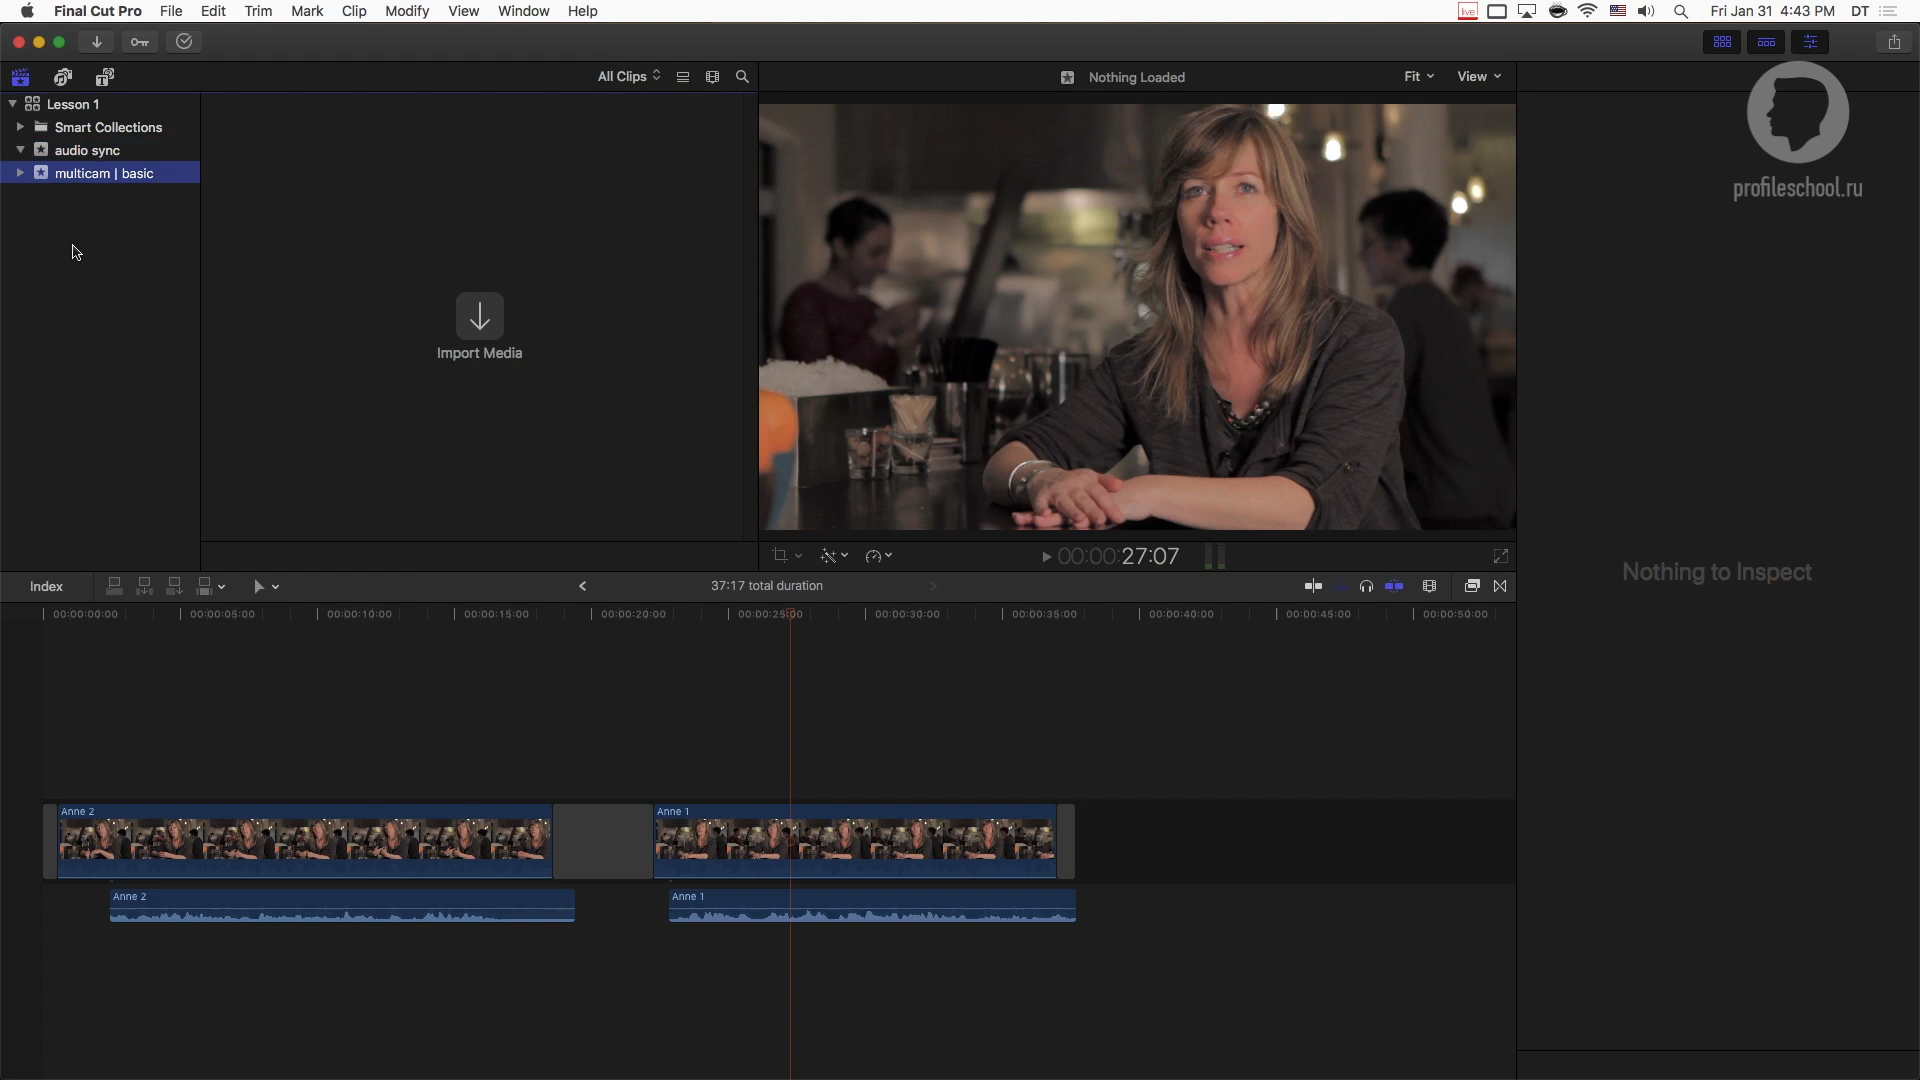 Final Cut Pro File Edit Trim Mark Clip Modify View Window Help
live Fri Jan 31 4:43 PM DT
All Clips
Nothing Loaded
Fit View
Lesson 1
Smart Collections
audio sync
multicam | basic
Import Media
profileschool.ru
00:00:00:27:07
Nothing to Inspect
Index
37:17 total duration
00:00:00:00 00:00:05:00 00:00:10:00 00:00:15:00 00:00:20:00 00:00:25:00 00:00:30:00 00:00:35:00 00:00:40:00 00:00:45:00 00:00:50:00
Anne 2
Anne 1
Anne 2
Anne 1